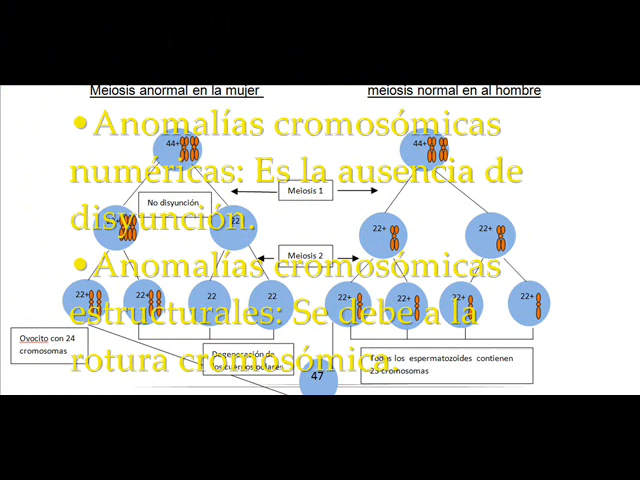 Meiosis anormal en la mujer
meiosis normal en al hombre
•Anomalías cromosómicas
numéricas: Es la ausencia de
disyunción.
•Anomalías cromosómicas
estructurales: Se debe a la
rotura cromosómica.
44+
44+
Meiosis 1
No disyunción
22
22+
22+
Meiosis 2
22+
22+
22
22
22+
22+
22+
22+
Ovocito con 24
cromosomas
Degeneración de
los cuerpos polares
Todos los espermatozoides contienen
23 cromosomas
47